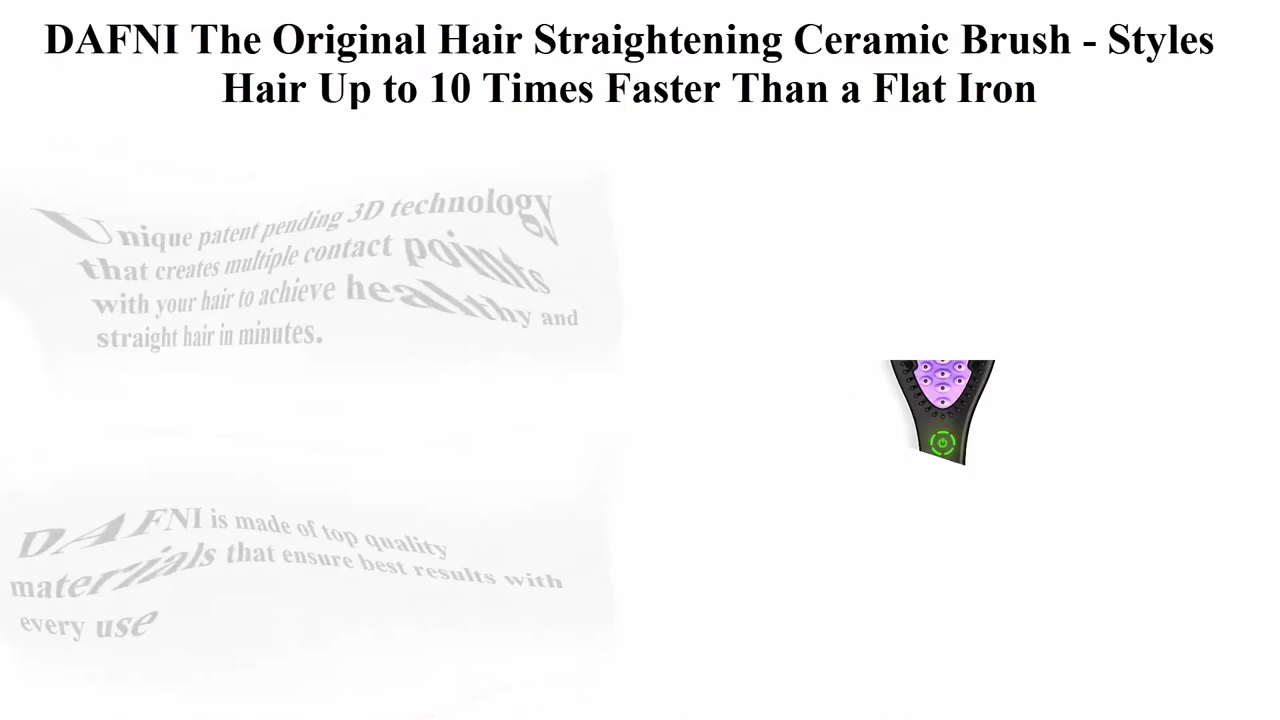 DAFNI The Original Hair Straightening Ceramic Brush - Styles
Hair Up to 10 Times Faster Than a Flat Iron
Unique patent pending 3D technology
that creates multiple contact points
with your hair to achieve healthy and
straight hair in minutes.
DAFNI is made of top quality
materials that ensure best results with
every use